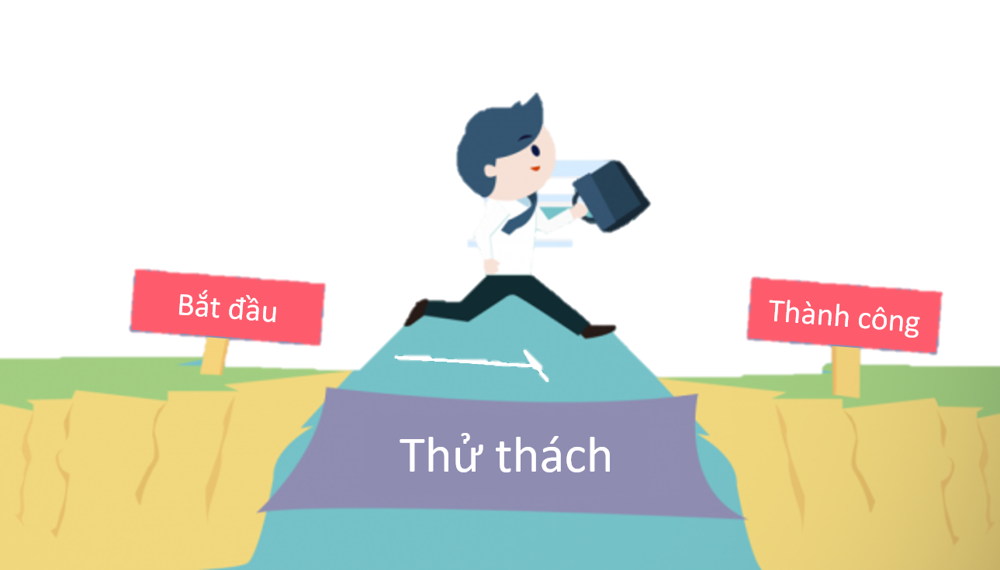 Bắt đầu
Thành công
Thử thách